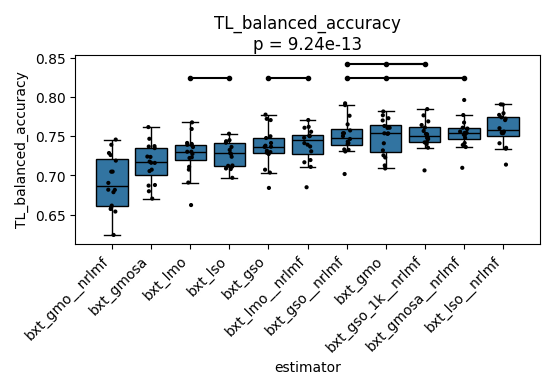 TL_balanced_accuracy
p = 9.24e-13
0.85
0.80
0.75
0.70
0.65
TL_balanced_accuracy
bxt_gmo__nrlmf
bxt_gmosa
bxt_lmo
bxt_lso
bxt_gso
bxt_lmo__nrlmf
bxt_gso__nrlmf
bxt_gmo
bxt_gso_1k__nrlmf
bxt_gmosa__nrlmf
bxt_lso__nrlmf
estimator